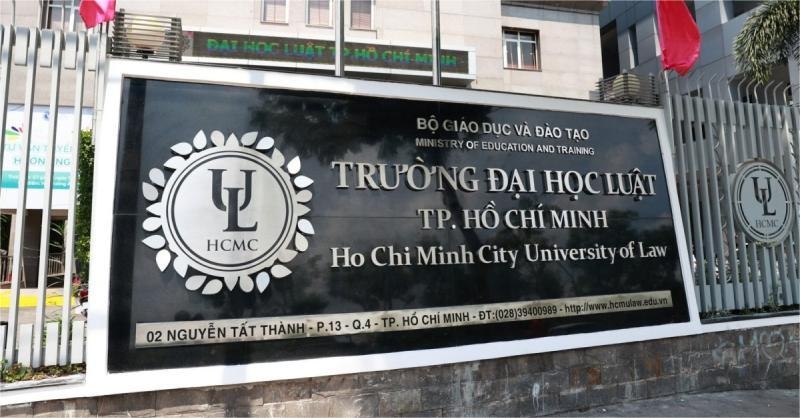 ĐẠI HỌC LUẬT TP.HỒ CHÍ MINH
BỘ GIÁO DỤC VÀ ĐÀO TẠO
MINISTRY OF EDUCATION AND TRAINING
TRƯỜNG ĐẠI HỌC LUẬT
TP. HỒ CHÍ MINH
Ho Chi Minh City University of Law
UL
HCMC
02 NGUYỄN TẤT THÀNH - P.13 - Q.4 - TP. HỒ CHÍ MINH - ĐT:(028)39400989 - http://www.hcmulaw.edu.vn
UL
HCMC